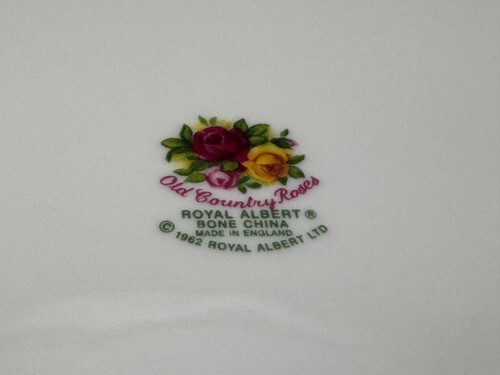 Old Country Roses
ROYAL ALBERT ®
BONE CHINA
MADE IN ENGLAND
© 1962 ROYAL ALBERT LTD